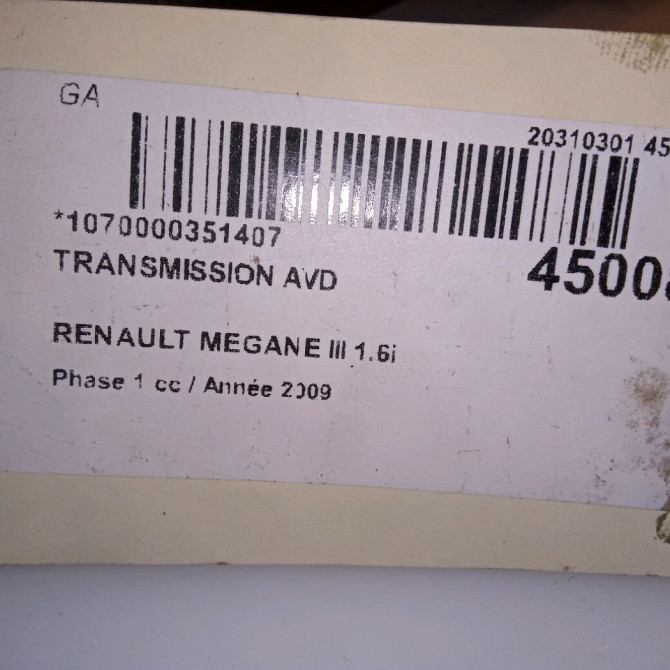 GA
20310301 45
*1070000351407
TRANSMISSION AVD
4500
RENAULT MEGANE III 1.6i
Phase 1 cc / Année 2009